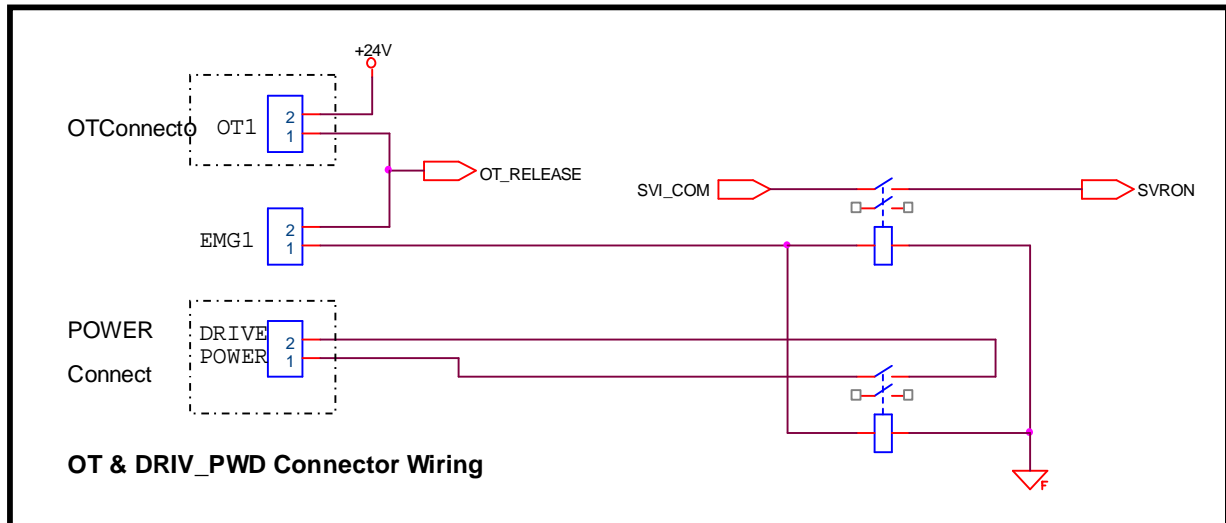 +24V
OTConnecto
OT1
2
1
OT_RELEASE
SVI_COM
SVRON
EMG1
2
1
POWER
Connect
DRIVE
POWER
2
1
OT & DRIV_PWD Connector Wiring
F